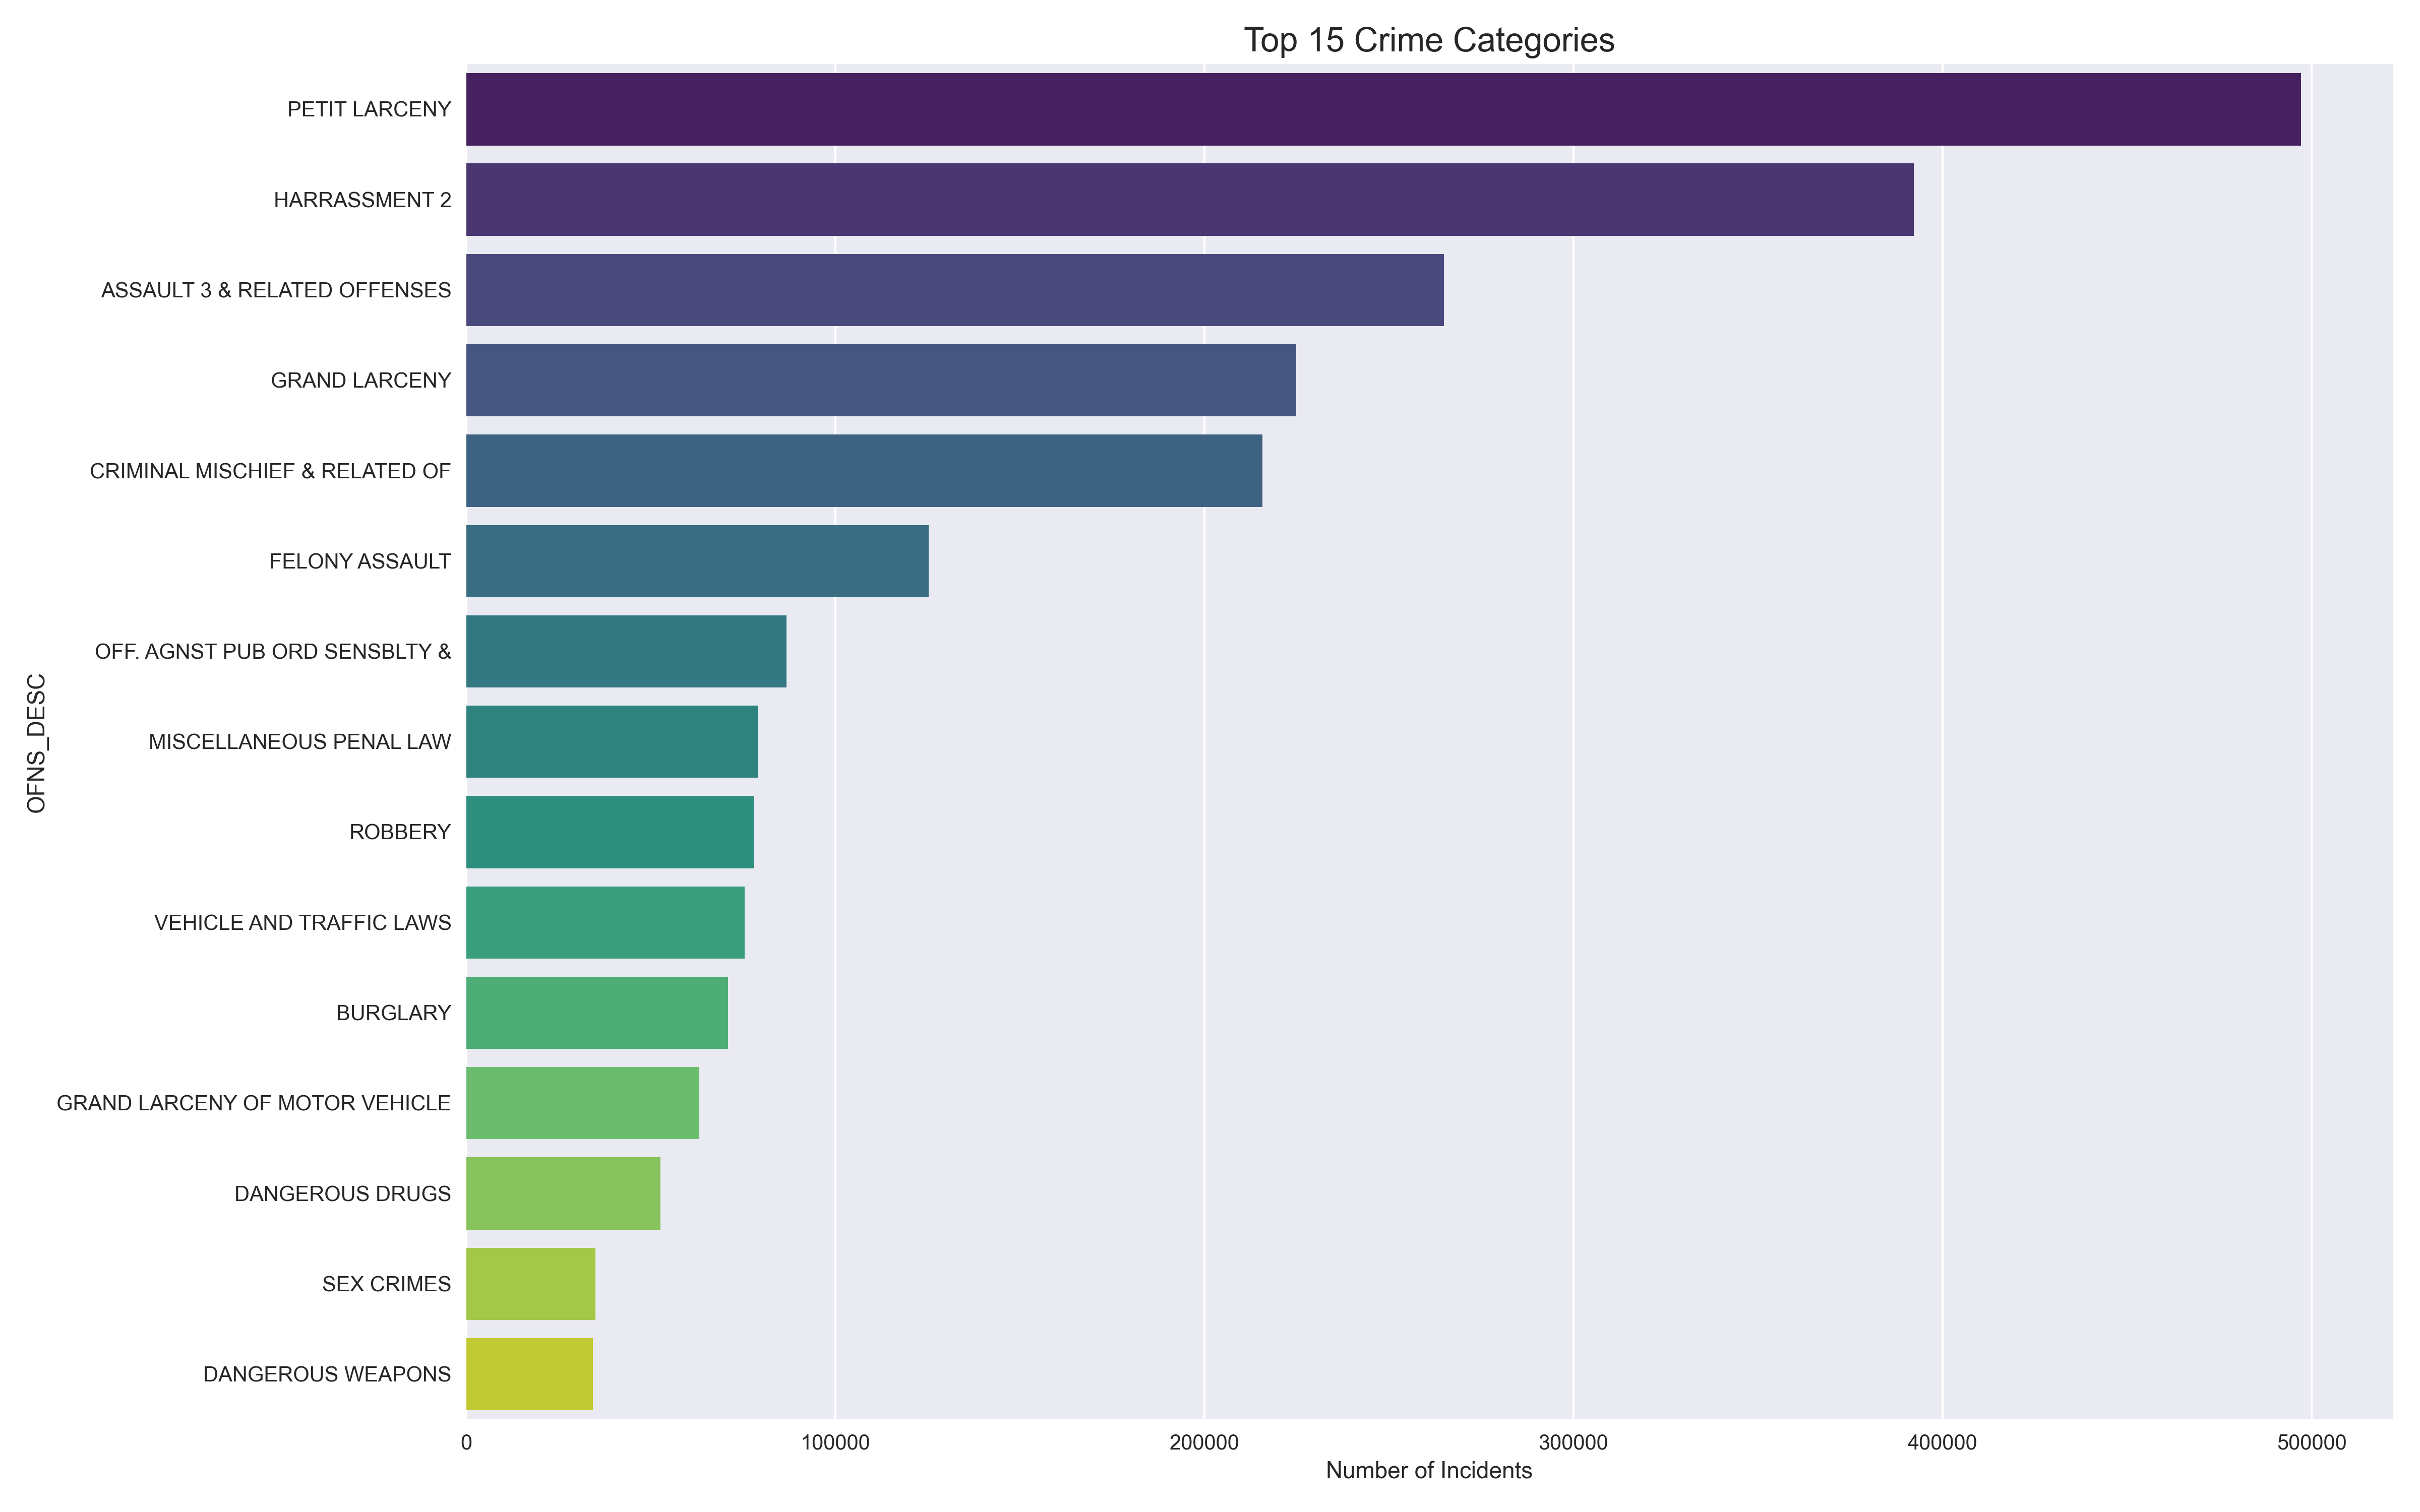 Top 15 Crime Categories
PETIT LARCENY
HARRASSMENT 2
ASSAULT 3 & RELATED OFFENSES
GRAND LARCENY
CRIMINAL MISCHIEF & RELATED OF
FELONY ASSAULT
OFF. AGNST PUB ORD SENSBLTY &
MISCELLANEOUS PENAL LAW
ROBBERY
VEHICLE AND TRAFFIC LAWS
BURGLARY
GRAND LARCENY OF MOTOR VEHICLE
DANGEROUS DRUGS
SEX CRIMES
DANGEROUS WEAPONS
OFNS_DESC
0 100000 200000 300000 400000 500000
Number of Incidents